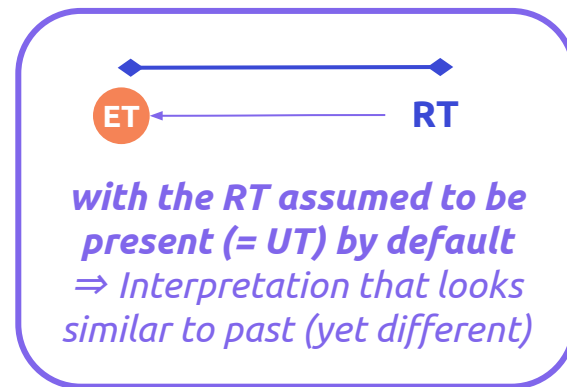 ET RT
with the RT assumed to be
present (= UT) by default
⇒ Interpretation that looks
similar to past (yet different)